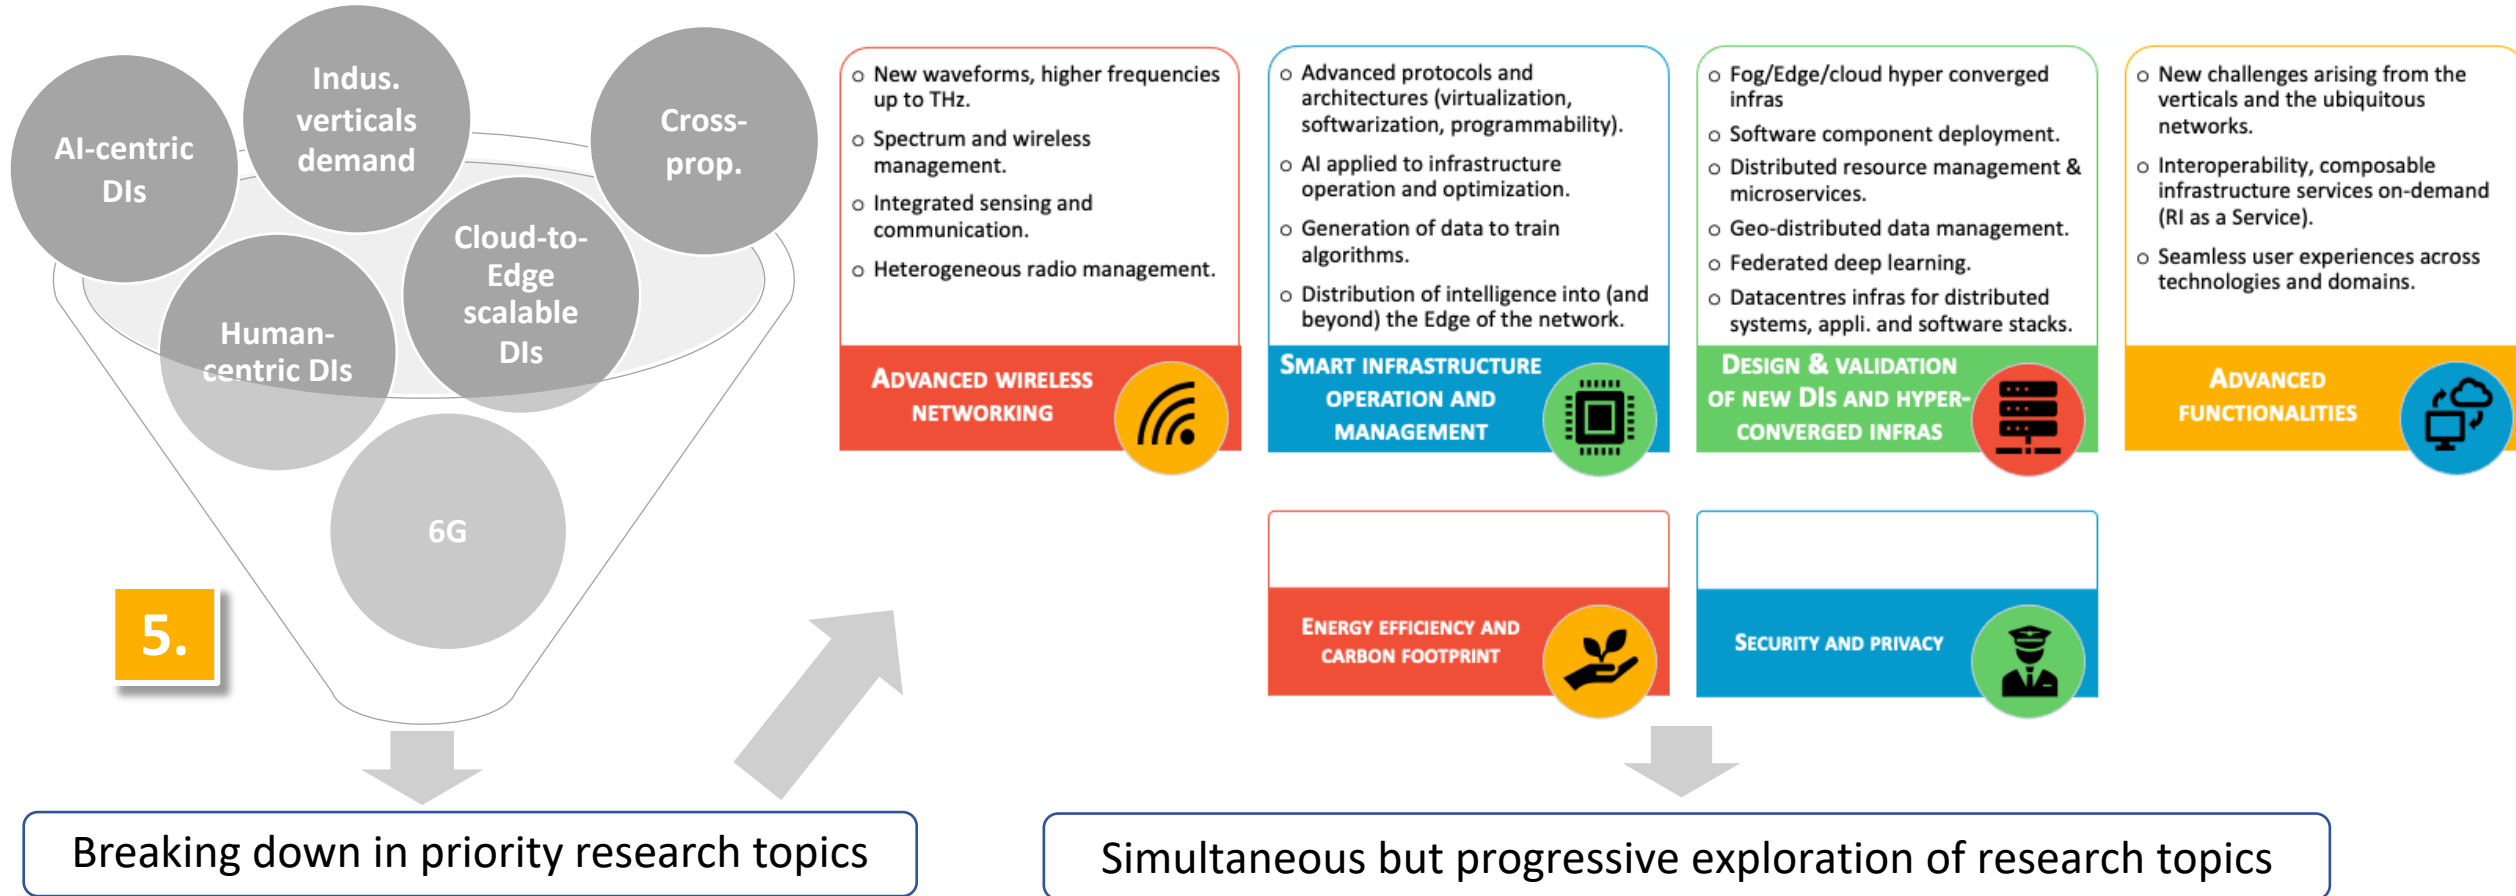 AI-centric
DIs
Indus.
verticals
demand
Cross-
prop.
Human-
centric DIs
Cloud-to-
Edge
scalable
DIs
6G
5.
Breaking down in priority research topics
○ New waveforms, higher frequencies
up to THz.
○ Spectrum and wireless
management.
○ Integrated sensing and
communication.
○ Heterogeneous radio management.
ADVANCED WIRELESS
NETWORKING
○ Advanced protocols and
architectures (virtualization,
softwarization, programmability).
○ AI applied to infrastructure
operation and optimization.
○ Generation of data to train
algorithms.
○ Distribution of intelligence into (and
beyond) the Edge of the network.
SMART INFRASTRUCTURE
OPERATION AND
MANAGEMENT
○ Fog/Edge/cloud hyper converged
infras
○ Software component deployment.
○ Distributed resource management &
microservices.
○ Geo-distributed data management.
○ Federated deep learning.
○ Datacentres infras for distributed
systems, appli. and software stacks.
DESIGN & VALIDATION
OF NEW DIS AND HYPER-
CONVERGED INFRAS
○ New challenges arising from the
verticals and the ubiquitous
networks.
○ Interoperability, composable
infrastructure services on-demand
(RI as a Service).
○ Seamless user experiences across
technologies and domains.
ADVANCED
FUNCTIONALITIES
ENERGY EFFICIENCY AND
CARBON FOOTPRINT
SECURITY AND PRIVACY
Simultaneous but progressive exploration of research topics